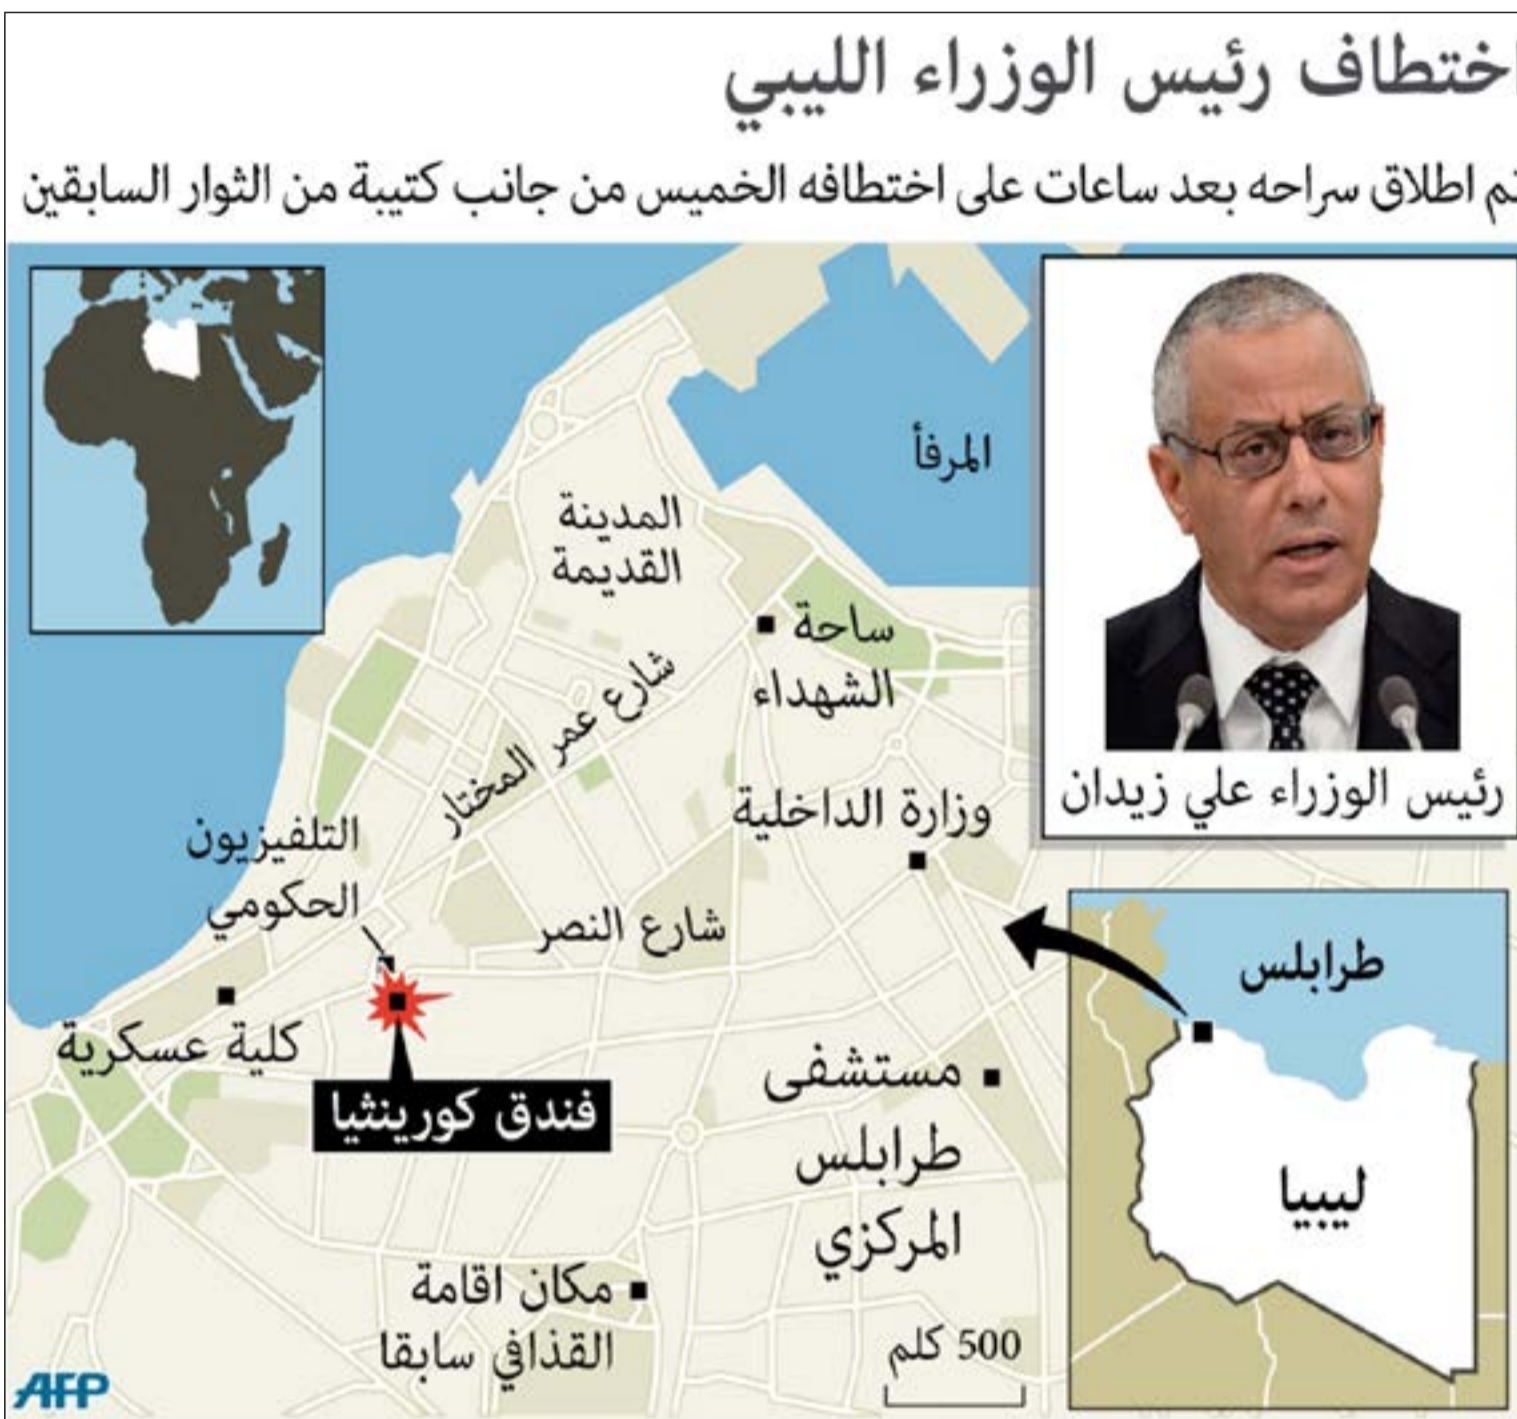 اختطاف رئيس الوزراء الليبي
تم اطلاق سراحه بعد ساعات على اختطافه الخميس من جانب كتيبة من الثوار السابقين
المرفأ
المدينة
القديمة
ساحة
الشهداء
شارع عمر المختار
رئيس الوزراء علي زيدان
وزارة الداخلية
التلفيزيون
الحكومي
شارع النصر
طرابلس
كلية عسكرية
فندق كورينثيا
مستشفى
طرابلس
المركزي
ليبيا
مكان اقامة
القذافي سابقا
500 كلم
AFP